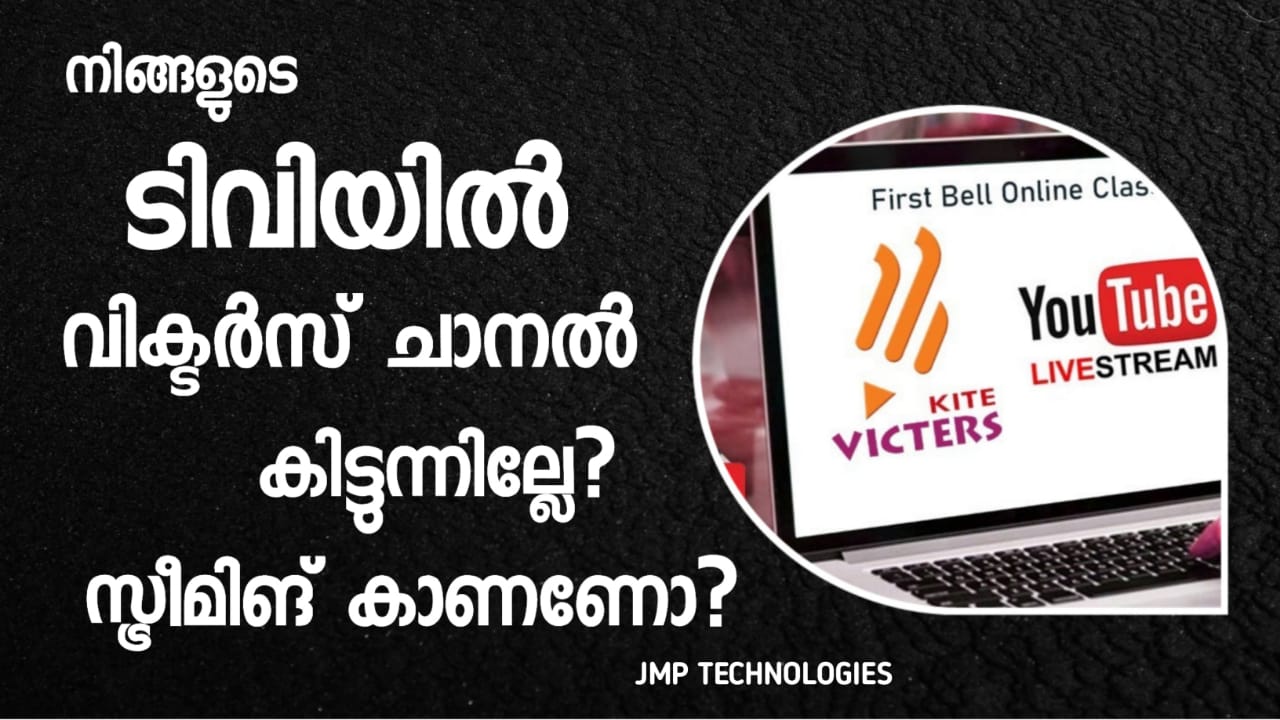 നിങ്ങളുടെ
ടിവിയിൽ
വിക്ടർസ് ചാനൽ
കിട്ടുന്നില്ലേ?
സ്ട്രീമിങ് കാണണോ?
JMP TECHNOLOGIES
First Bell Online Clas
KITE
VICTERS
YouTube
LIVESTREAM